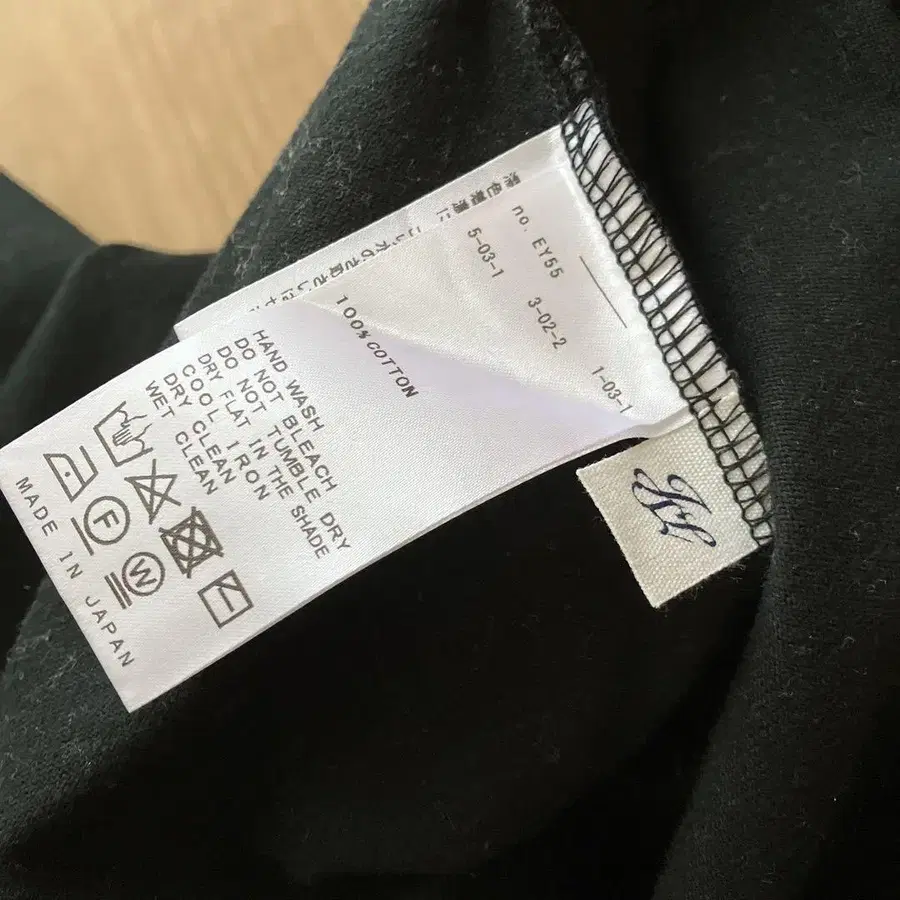 no. EY55
5-03-1 3-02-2 1-03-1
100% COTTON
HAND WASH
DO NOT BLEACH
DO NOT TUMBLE DRY
DRY FLAT IN THE SHADE
COOL IRON
DRY CLEAN
WET CLEAN
F
W
MADE IN JAPAN